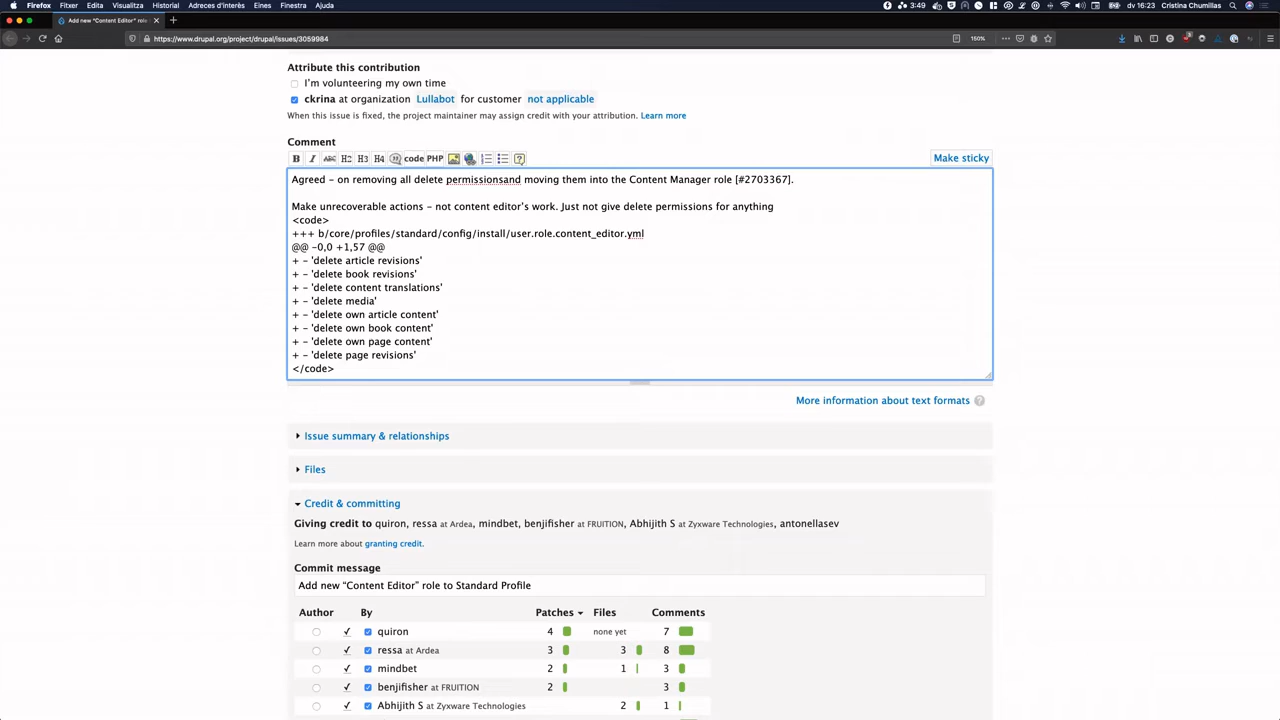 Firefox Fitxer Edita Visualitza Historial Adreces d'interès Eines Finestra Ajuda 3:49 dv 16:23 Cristina Chumillas
Add new "Content Editor" role
https://www.drupal.org/project/drupal/issues/3059984 150%
Attribute this contribution
I'm volunteering my own time
ckrina at organization Lullabot for customer not applicable
When this issue is fixed, the project maintainer may assign credit with your attribution. Learn more
Comment
B I ABC H2 H3 H4 code PHP Make sticky
Agreed - on removing all delete permissionsand moving them into the Content Manager role [#2703367].
Make unrecoverable actions - not content editor's work. Just not give delete permissions for anything
<code>
+++ b/core/profiles/standard/config/install/user.role.content_editor.yml
@@ -0,0 +1,57 @@
+ - 'delete article revisions'
+ - 'delete book revisions'
+ - 'delete content translations'
+ - 'delete media'
+ - 'delete own article content'
+ - 'delete own book content'
+ - 'delete own page content'
+ - 'delete page revisions'
</code>
More information about text formats ?
Issue summary & relationships
Files
Credit & committing
Giving credit to quiron, ressa at Ardea, mindbet, benjifisher at FRUITION, Abhijith S at Zyxware Technologies, antonellasev
Learn more about granting credit.
Commit message
Add new "Content Editor" role to Standard Profile
Author By Patches Files Comments
quiron 4 none yet 7
ressa at Ardea 3 3 8
mindbet 2 1 3
benjifisher at FRUITION 2 3
Abhijith S at Zyxware Technologies 2 1